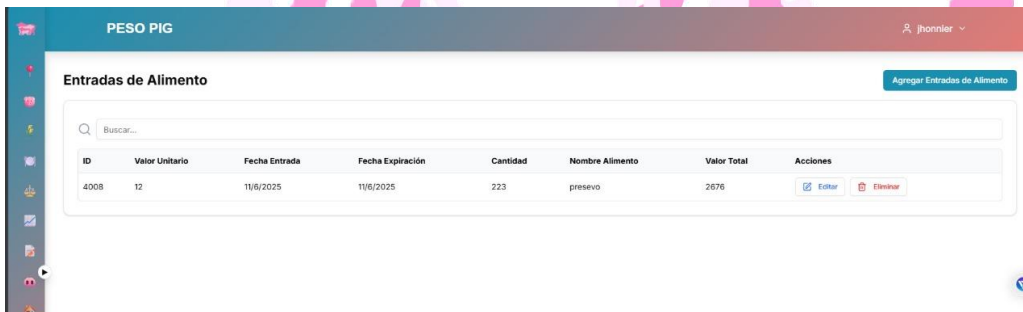 PESO PIG
jhonnier
Entradas de Alimento
Agregar Entradas de Alimento
Buscar...
ID Valor Unitario Fecha Entrada Fecha Expiración Cantidad Nombre Alimento Valor Total Acciones
4008 12 11/6/2025 11/6/2025 223 presevo 2676 Editar Eliminar